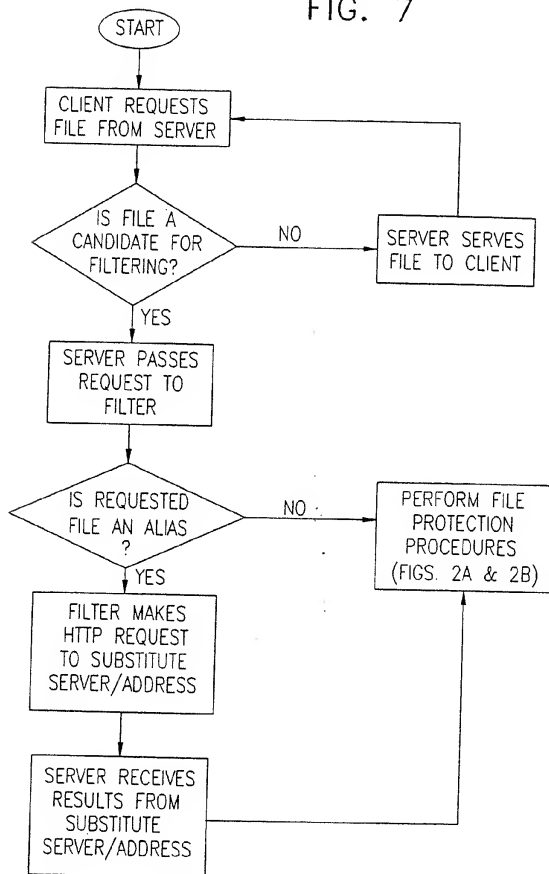 FIG. 7
START
CLIENT REQUESTS
FILE FROM SERVER
IS FILE A
CANDIDATE FOR
FILTERING?
NO
SERVER SERVES
FILE TO CLIENT
YES
SERVER PASSES
REQUEST TO
FILTER
IS REQUESTED
FILE AN ALIAS
?
NO
PERFORM FILE
PROTECTION
PROCEDURES
(FIGS. 2A & 2B)
YES
FILTER MAKES
HTTP REQUEST
TO SUBSTITUTE
SERVER/ADDRESS
SERVER RECEIVES
RESULTS FROM
SUBSTITUTE
SERVER/ADDRESS